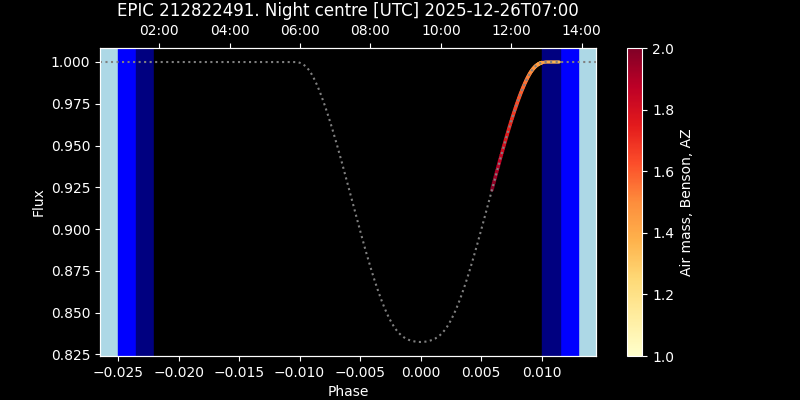 EPIC 212822491. Night centre [UTC] 2025-12-26T07:00
02:00 04:00 06:00 08:00 10:00 12:00 14:00
1.000
0.975
0.950
0.925
0.900
0.875
0.850
0.825
Flux
−0.025 −0.020 −0.015 −0.010 −0.005 0.000 0.005 0.010
Phase
2.0
1.8
1.6
1.4
1.2
1.0
Air mass, Benson, AZ